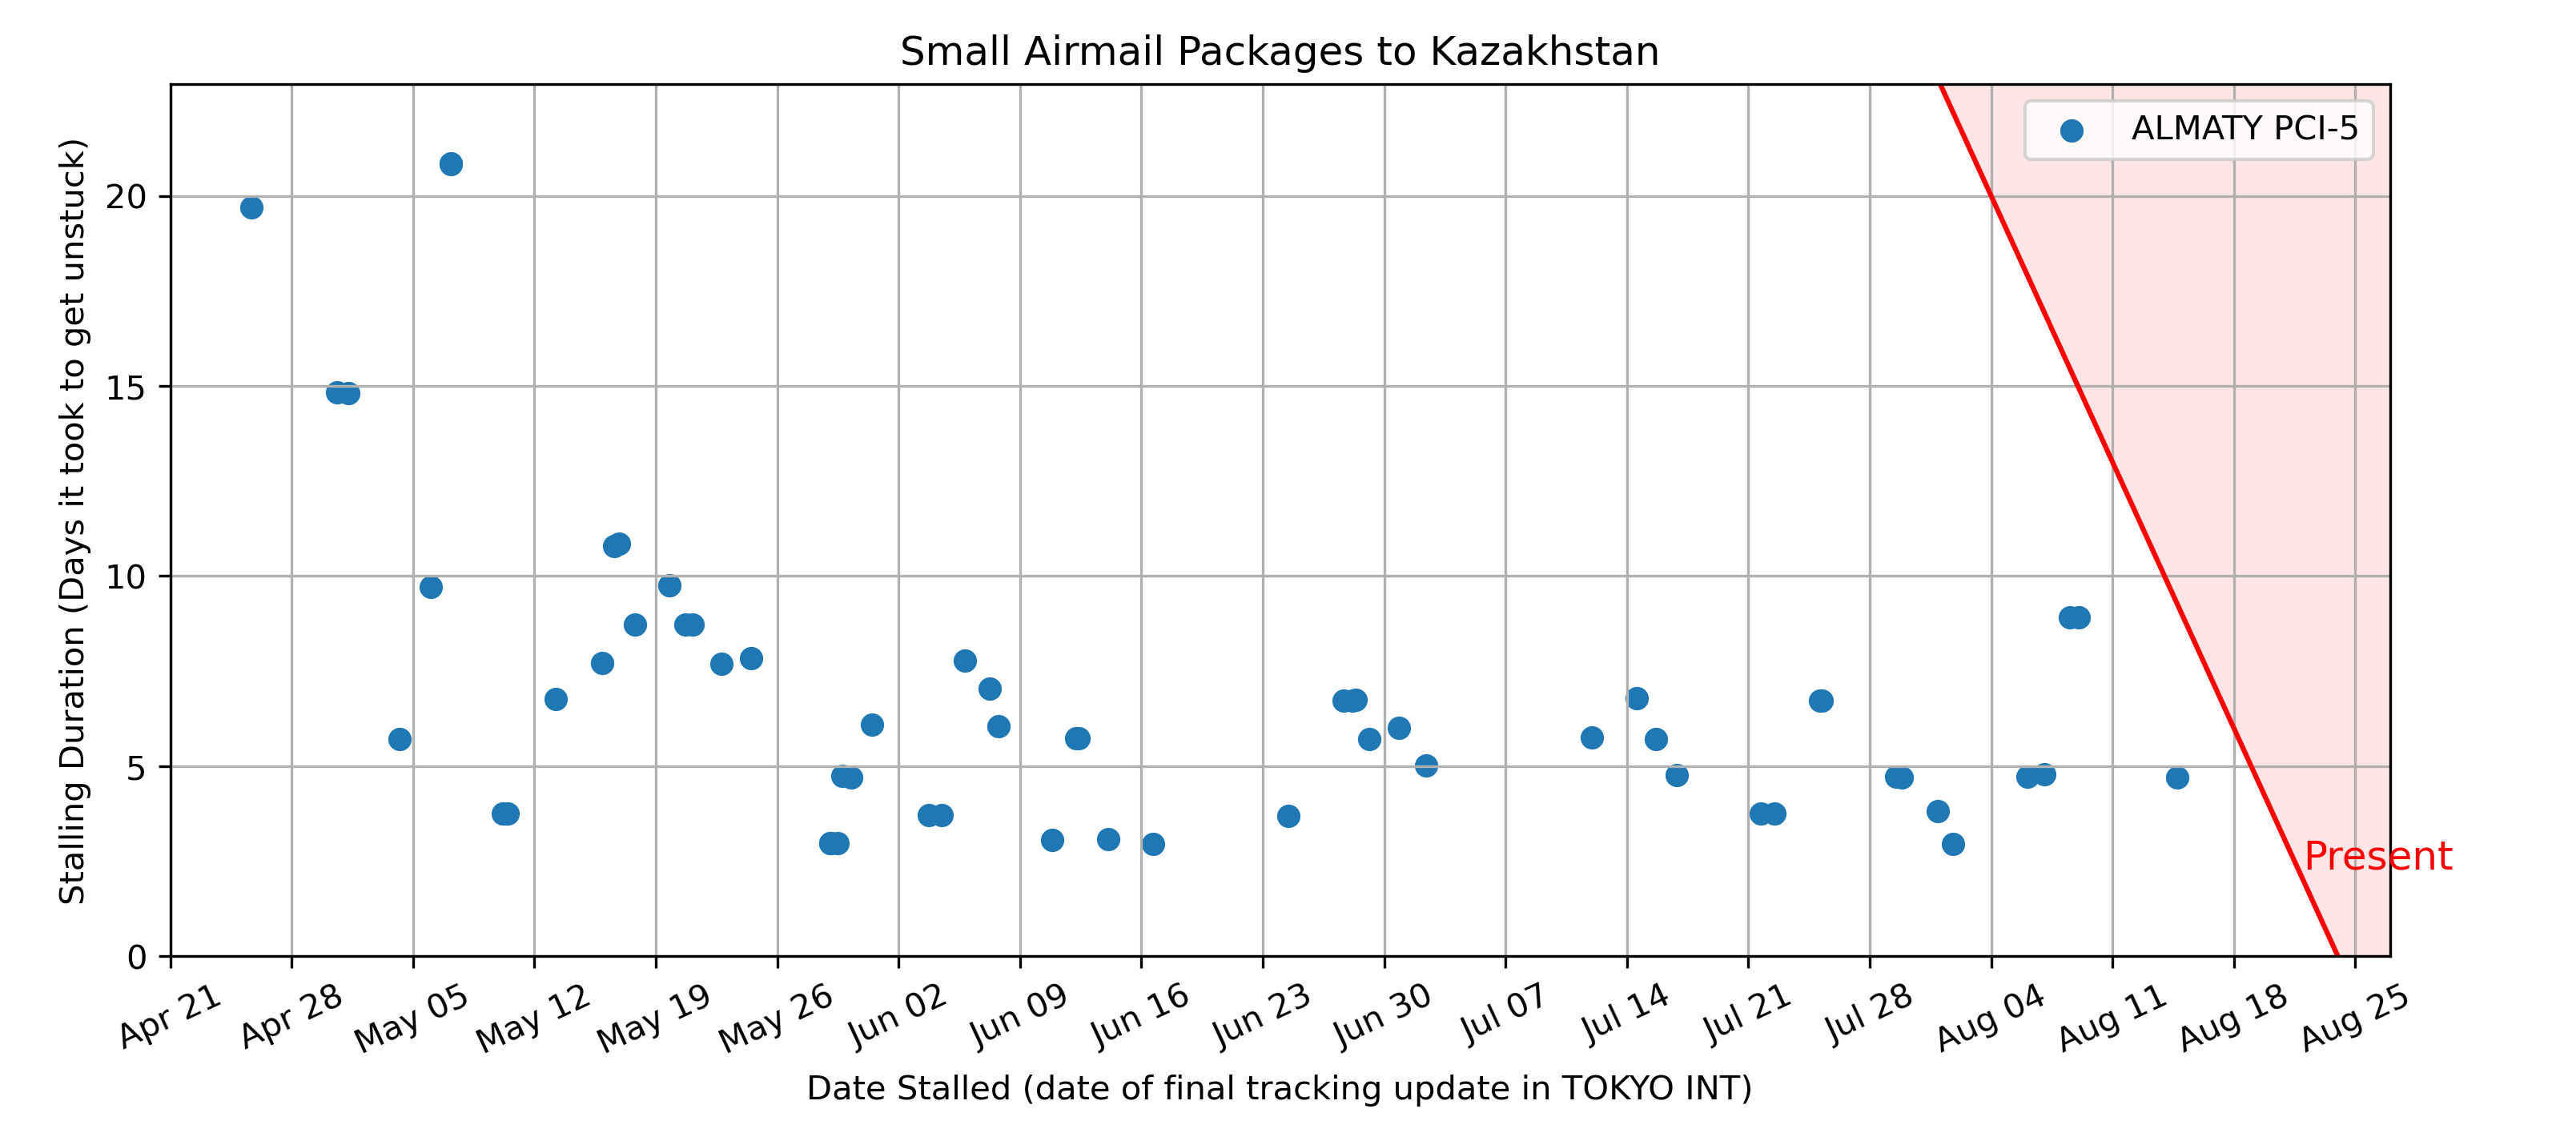 Small Airmail Packages to Kazakhstan
ALMATY PCI-5
Stalling Duration (Days it took to get unstuck)
20
15
10
5
0
Present
Apr 21
Apr 28
May 05
May 12
May 19
May 26
Jun 02
Jun 09
Jun 16
Jun 23
Jun 30
Jul 07
Jul 14
Jul 21
Jul 28
Aug 04
Aug 11
Aug 18
Aug 25
Date Stalled (date of final tracking update in TOKYO INT)